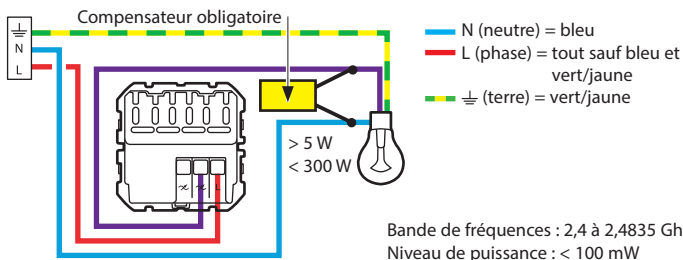 Compensateur obligatoire
N
L
N (neutre) = bleu
L (phase) = tout sauf bleu et
vert/jaune
(terre) = vert/jaune
> 5 W
< 300 W
L
Bande de fréquences : 2,4 à 2,4835 Gh
Niveau de puissance : < 100 mW